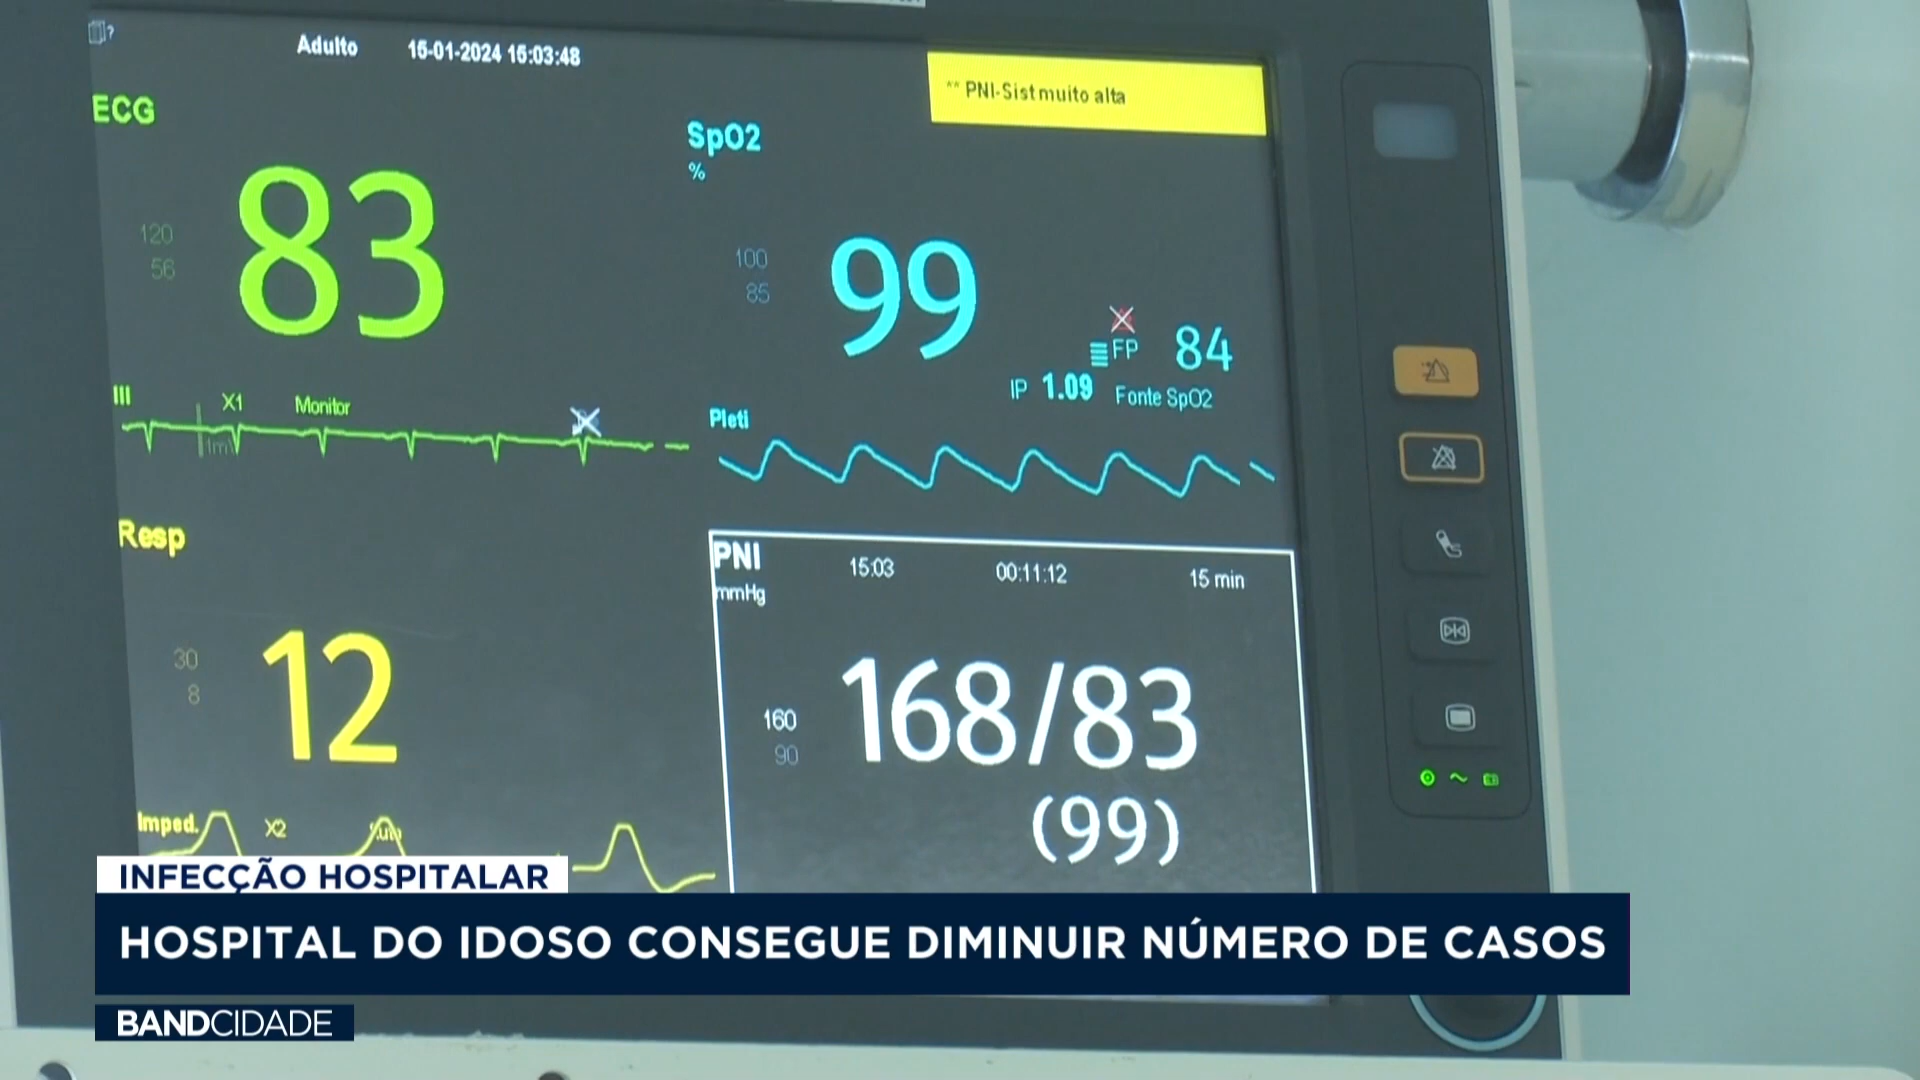 ?
Adulto 15-01-2024 15:03:48
** PNI-Sist muito alta
ECG
120
56
83
SpO2
%
100
85
99
FP 84
IP 1.09 Fonte SpO2
III X1 Monitor
1mV
Pleti
Resp
30
8
12
Imped. X2
PNI 15:03 00:11:12 15 min
mmHg
160
90
168/83
(99)
INFECÇÃO HOSPITALAR
HOSPITAL DO IDOSO CONSEGUE DIMINUIR NÚMERO DE CASOS
BANDCIDADE